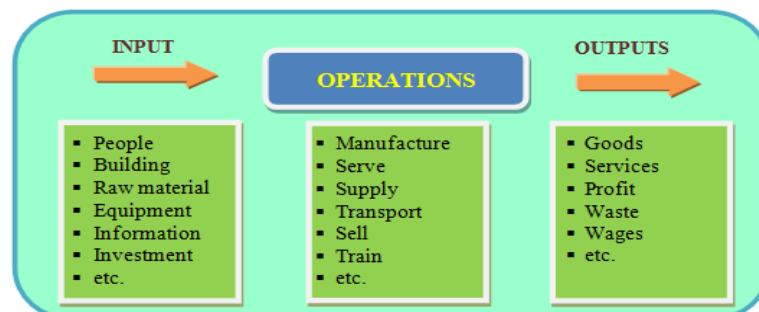 INPUT
OPERATIONS
OUTPUTS
▪ People
▪ Building
▪ Raw material
▪ Equipment
▪ Information
▪ Investment
▪ etc.
▪ Manufacture
▪ Serve
▪ Supply
▪ Transport
▪ Sell
▪ Train
▪ etc.
▪ Goods
▪ Services
▪ Profit
▪ Waste
▪ Wages
▪ etc.